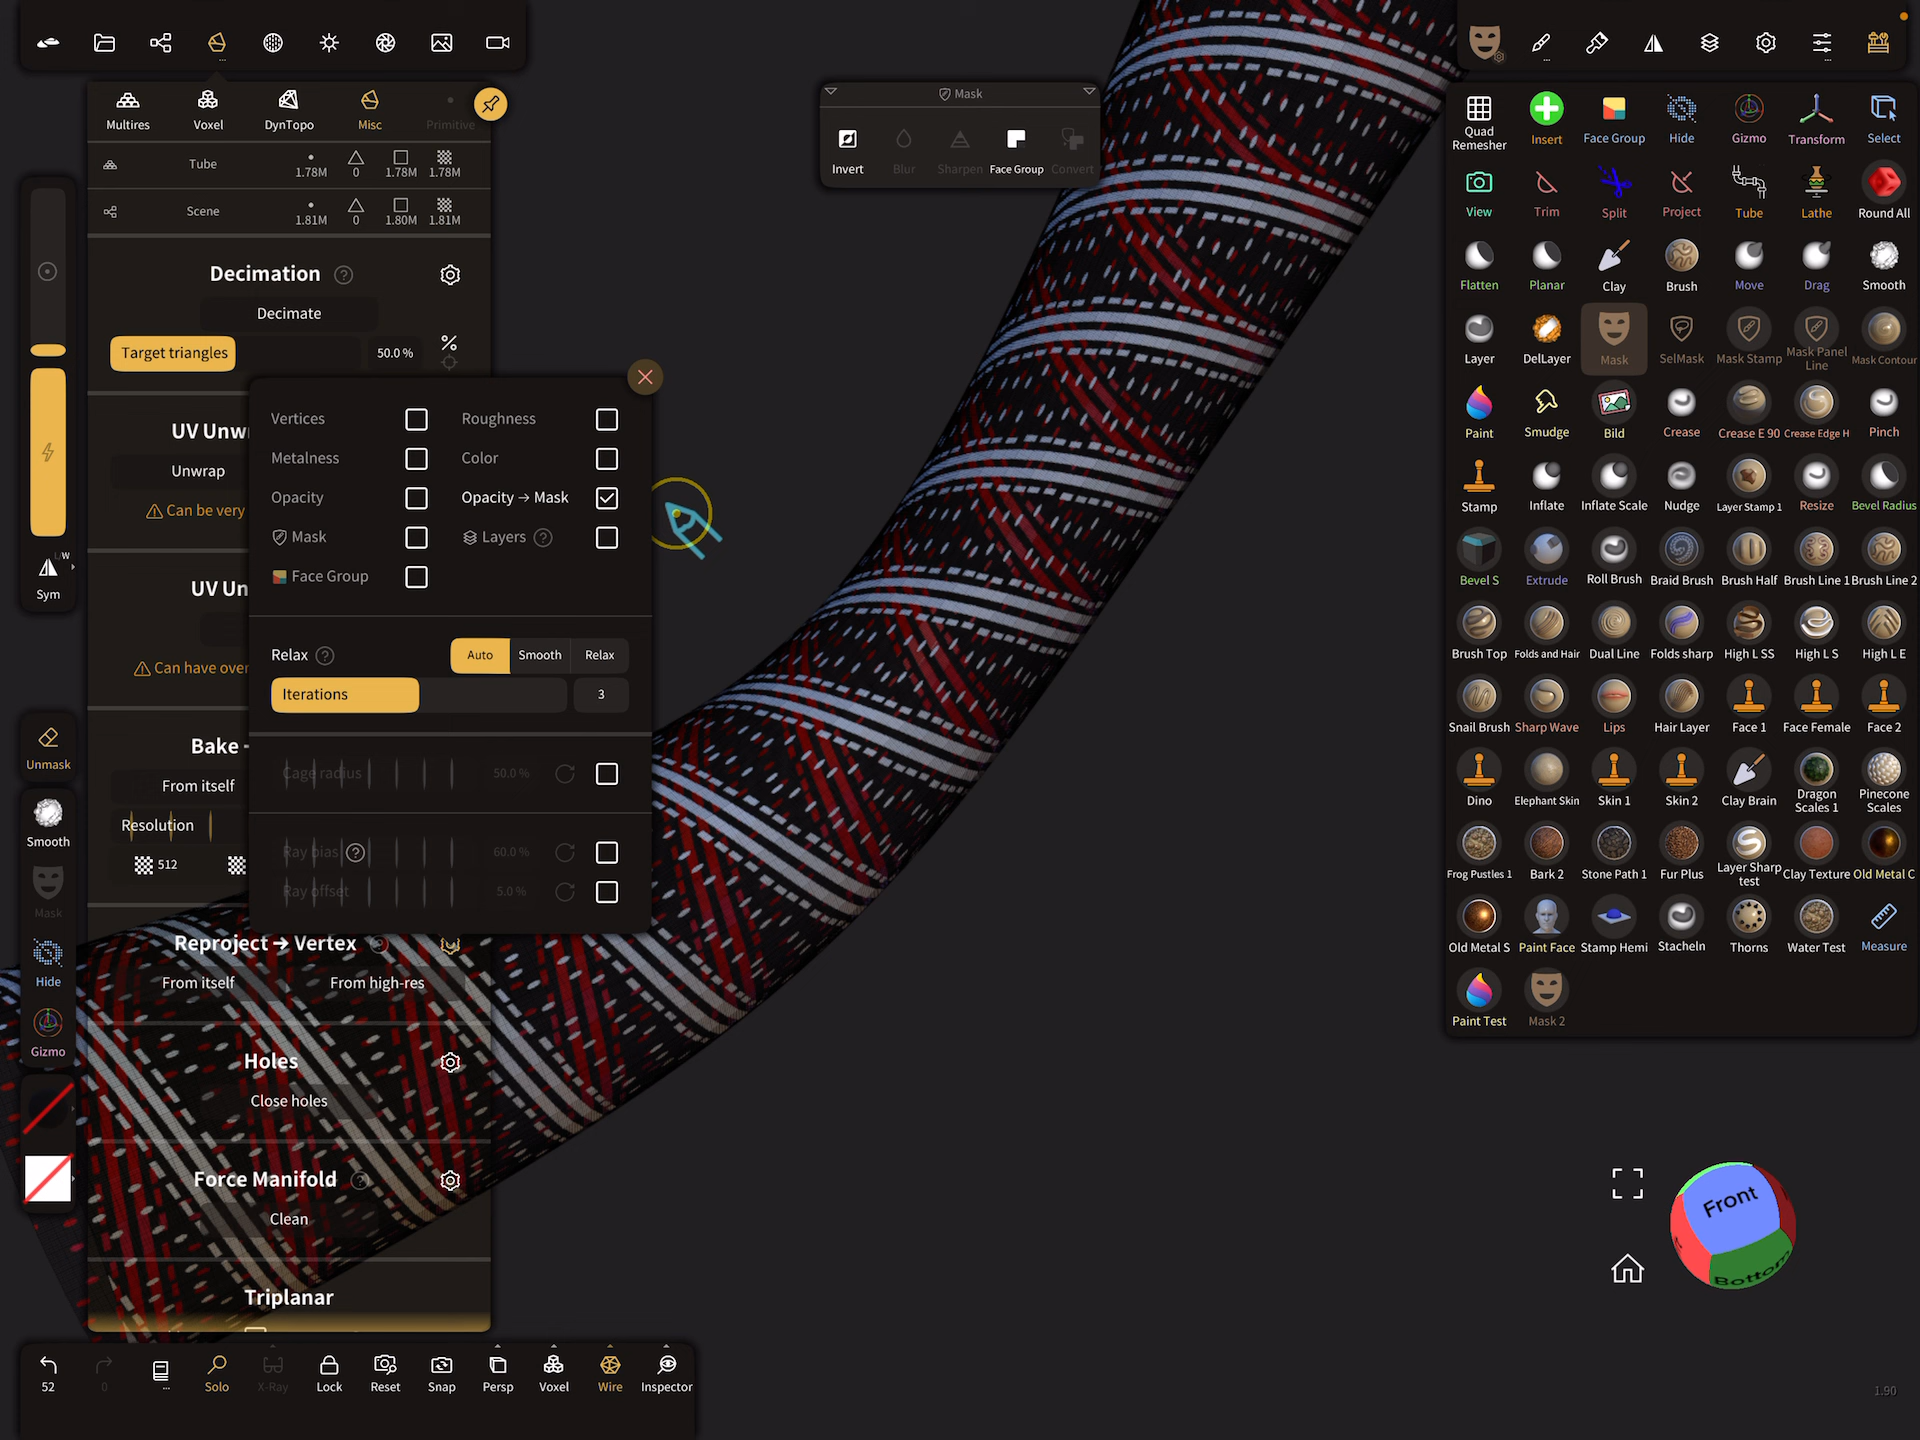 Multires
Voxel
DynTopo
Misc
Primitive
Tube
1.78M
0
1.78M
1.78M
Scene
1.81M
0
1.80M
1.81M
Decimation
Decimate
Target triangles
50.0 %
%
UV Unw
Unwrap
Can be very
UV Un
Can have over
Bake
From itself
Resolution
512
Reproject → Vertex
From itself
From high-res
Holes
Close holes
Force Manifold
Clean
Triplanar
Vertices
Roughness
Metalness
Color
Opacity
Opacity → Mask
Mask
Layers
Face Group
Relax
Auto
Smooth
Relax
Iterations
3
Cage radius
50.0 %
Ray bias
60.0 %
Ray offset
5.0 %
L/W
Sym
Unmask
Smooth
Mask
Hide
Gizmo
52
0
...
Solo
X-Ray
Lock
Reset
Snap
Persp
Voxel
Wire
Inspector
Mask
Invert
Blur
Sharpen
Face Group
Convert
Quad Remesher
Insert
Face Group
Hide
Gizmo
Transform
Select
View
Trim
Split
Project
Tube
Lathe
Round All
Flatten
Planar
Clay
Brush
Move
Drag
Smooth
Layer
DelLayer
Mask
SelMask
Mask Stamp
Mask Panel Line
Mask Contour
Paint
Smudge
Bild
Crease
Crease E 90
Crease Edge H
Pinch
Stamp
Inflate
Inflate Scale
Nudge
Layer Stamp 1
Resize
Bevel Radius
Bevel S
Extrude
Roll Brush
Braid Brush
Brush Half
Brush Line 1
Brush Line 2
Brush Top
Folds and Hair
Dual Line
Folds sharp
High L SS
High L S
High L E
Snail Brush
Sharp Wave
Lips
Hair Layer
Face 1
Face Female
Face 2
Dino
Elephant Skin
Skin 1
Skin 2
Clay Brain
Dragon Scales 1
Pinecone Scales
Frog Pustles 1
Bark 2
Stone Path 1
Fur Plus
Layer Sharp test
Clay Texture
Old Metal C
Old Metal S
Paint Face
Stamp Hemi
Stacheln
Thorns
Water Test
Measure
Paint Test
Mask 2
Front
Bottom
1.90